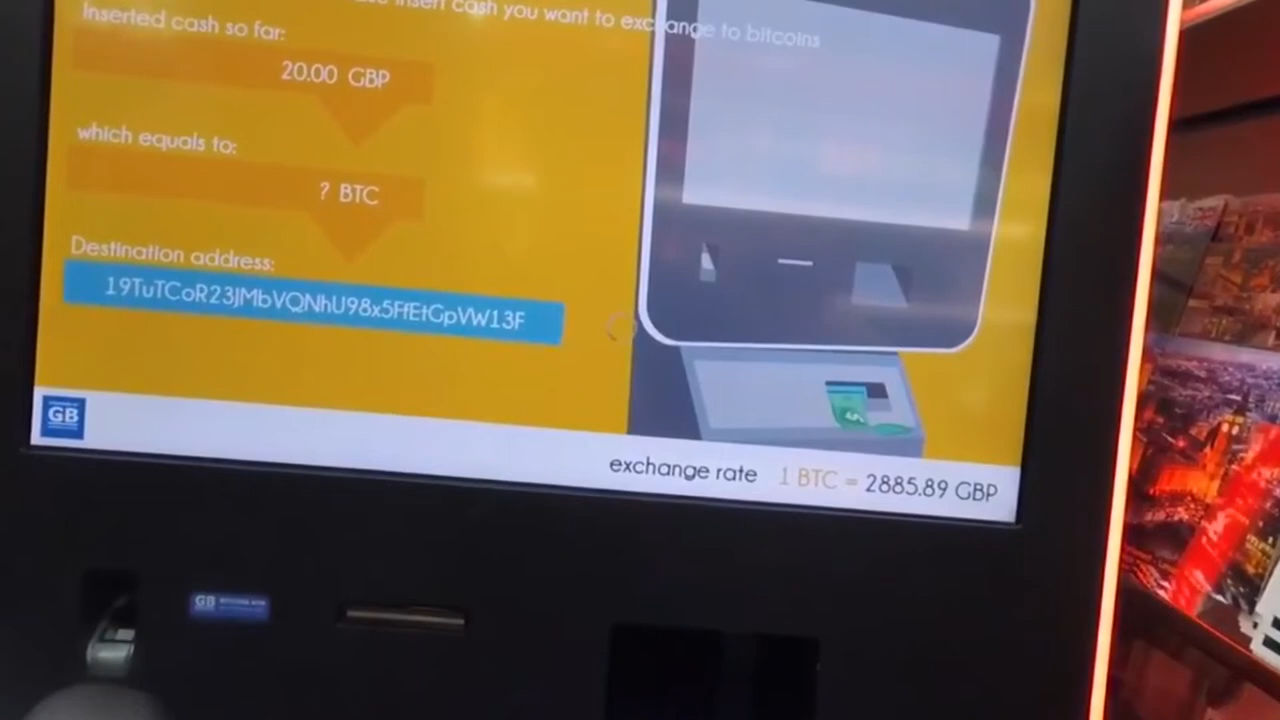 insert cash you want to exchange to bitcoins
Inserted cash so far:
20.00 GBP
which equals to:
? BTC
Destination address:
19TuTCoR23JMbVQNhU98x5FfEtGpVW13F
GB
exchange rate 1 BTC = 2885.89 GBP
GB